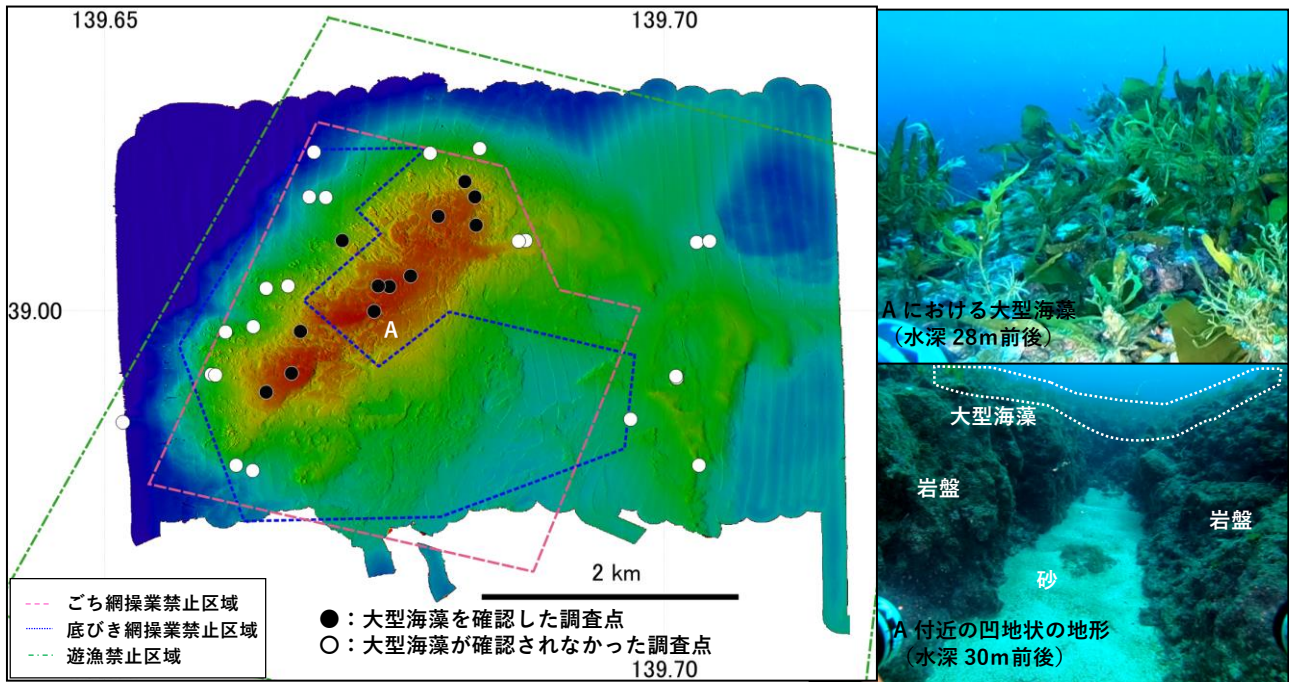 139.65
139.70
39.00
A
ごち網操業禁止区域
底びき網操業禁止区域
遊漁禁止区域
2 km
●：大型海藻を確認した調査点
○：大型海藻が確認されなかった調査点
139.70
A における大型海藻
（水深 28m前後）
大型海藻
岩盤
岩盤
砂
A 付近の凹地状の地形
（水深 30m前後）